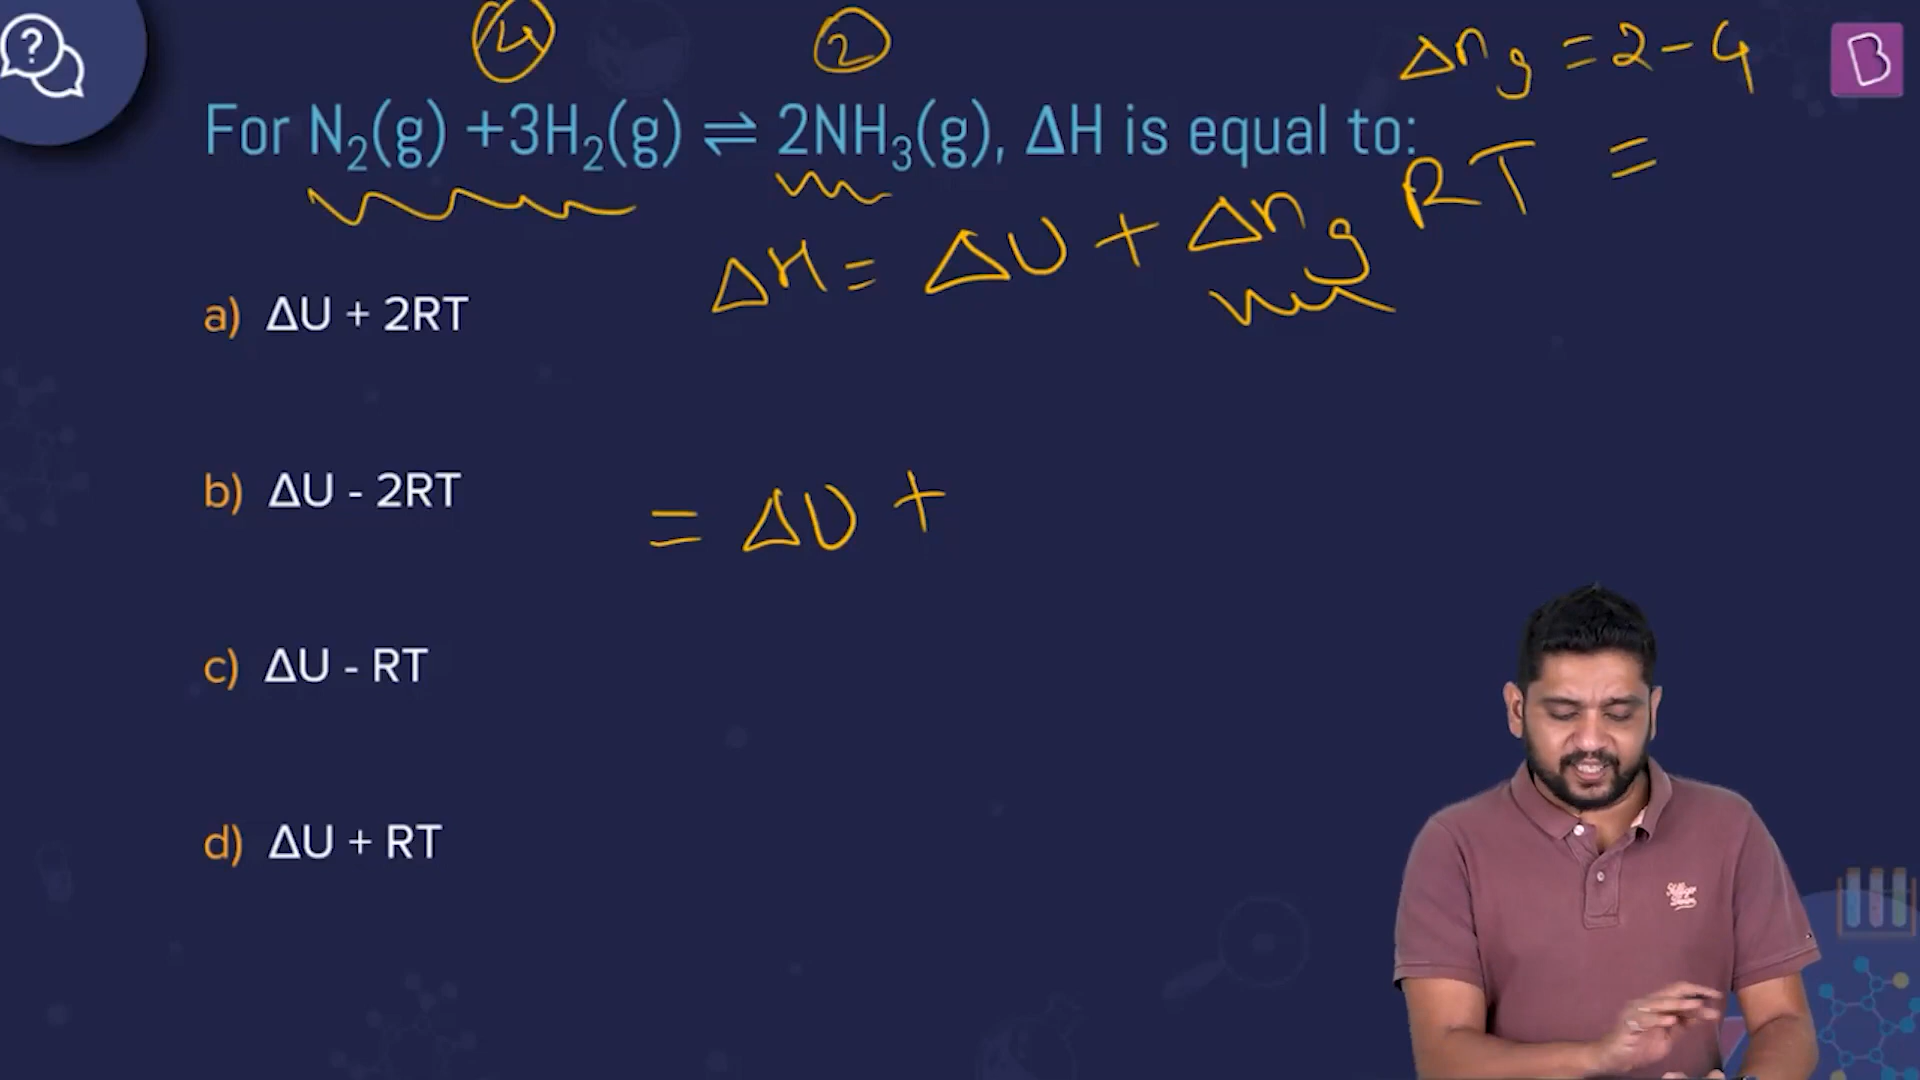 ④ ② Δng = 2 - 4
For N₂(g) +3H₂(g) ⇌ 2NH₃(g), ΔH is equal to:
ΔH = ΔU + Δng RT =
a) ΔU + 2RT
b) ΔU - 2RT
= ΔU +
c) ΔU - RT
d) ΔU + RT
?
B